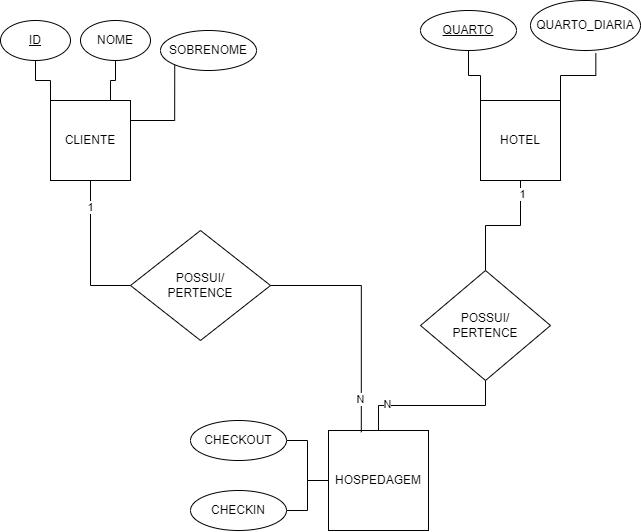 ID
NOME
SOBRENOME
QUARTO
QUARTO_DIARIA
CLIENTE
HOTEL
1
1
POSSUI/
PERTENCE
POSSUI/
PERTENCE
N
N
CHECKOUT
HOSPEDAGEM
CHECKIN